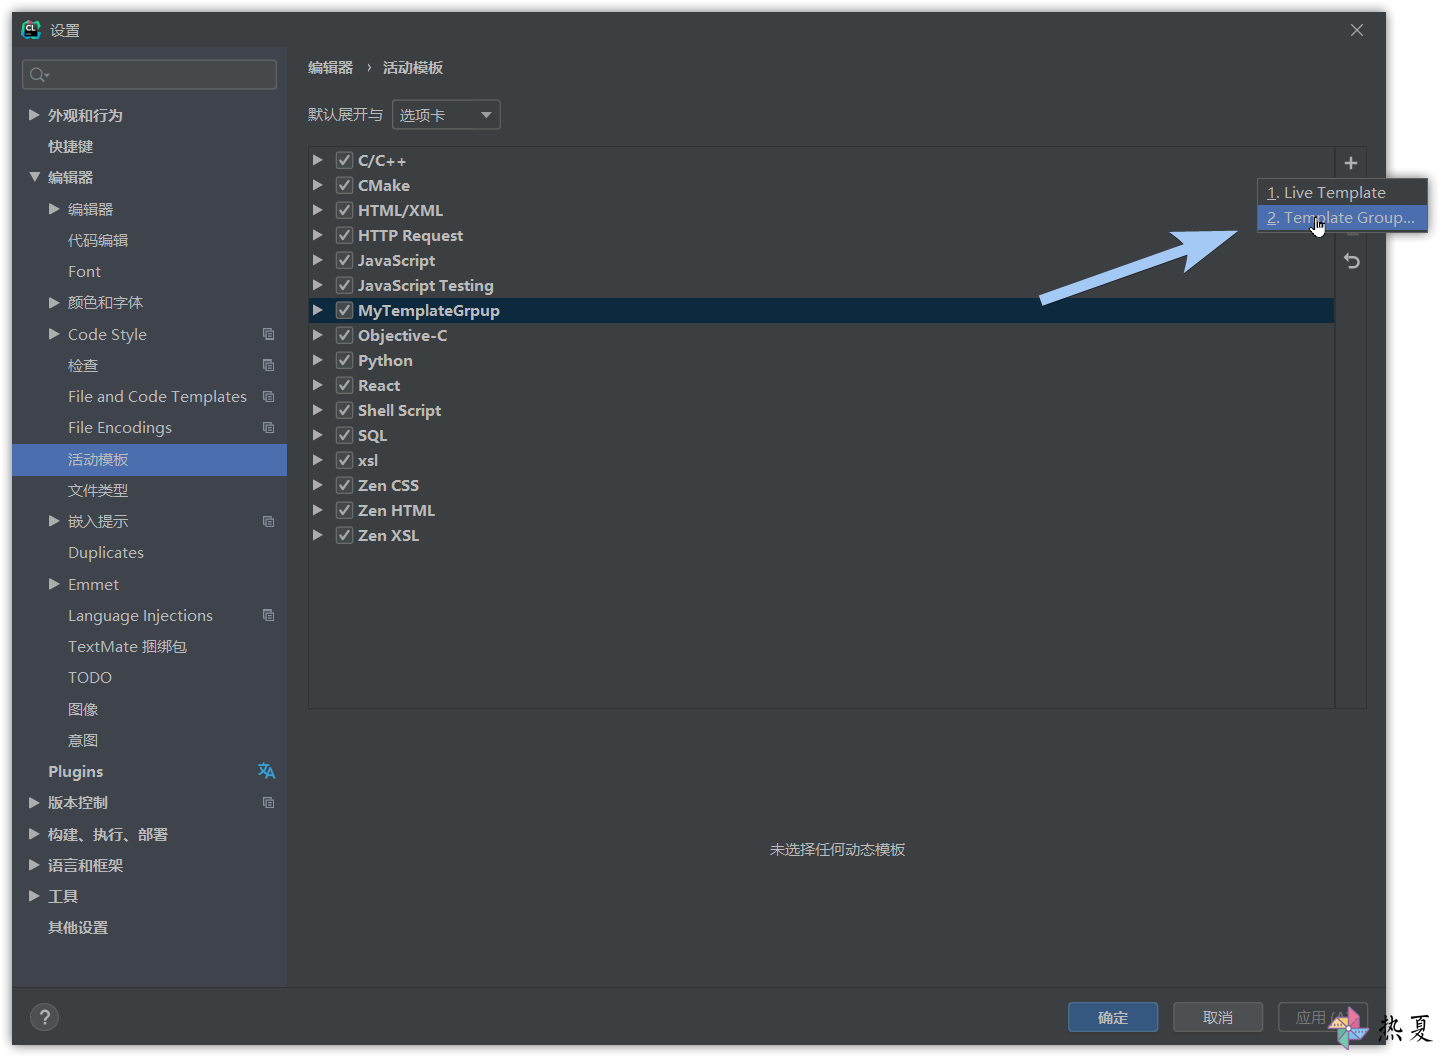 CL 设置
编辑器 › 活动模板
默认展开与 选项卡
外观和行为
快捷键
编辑器
编辑器
代码编辑
Font
颜色和字体
Code Style
检查
File and Code Templates
File Encodings
活动模板
文件类型
嵌入提示
Duplicates
Emmet
Language Injections
TextMate 捆绑包
TODO
图像
意图
Plugins
版本控制
构建、执行、部署
语言和框架
工具
其他设置
C/C++
CMake
HTML/XML
HTTP Request
JavaScript
JavaScript Testing
MyTemplateGrpup
Objective-C
Python
React
Shell Script
SQL
xsl
Zen CSS
Zen HTML
Zen XSL
1. Live Template
2. Template Group...
未选择任何动态模板
?
确定
取消
应用
热夏